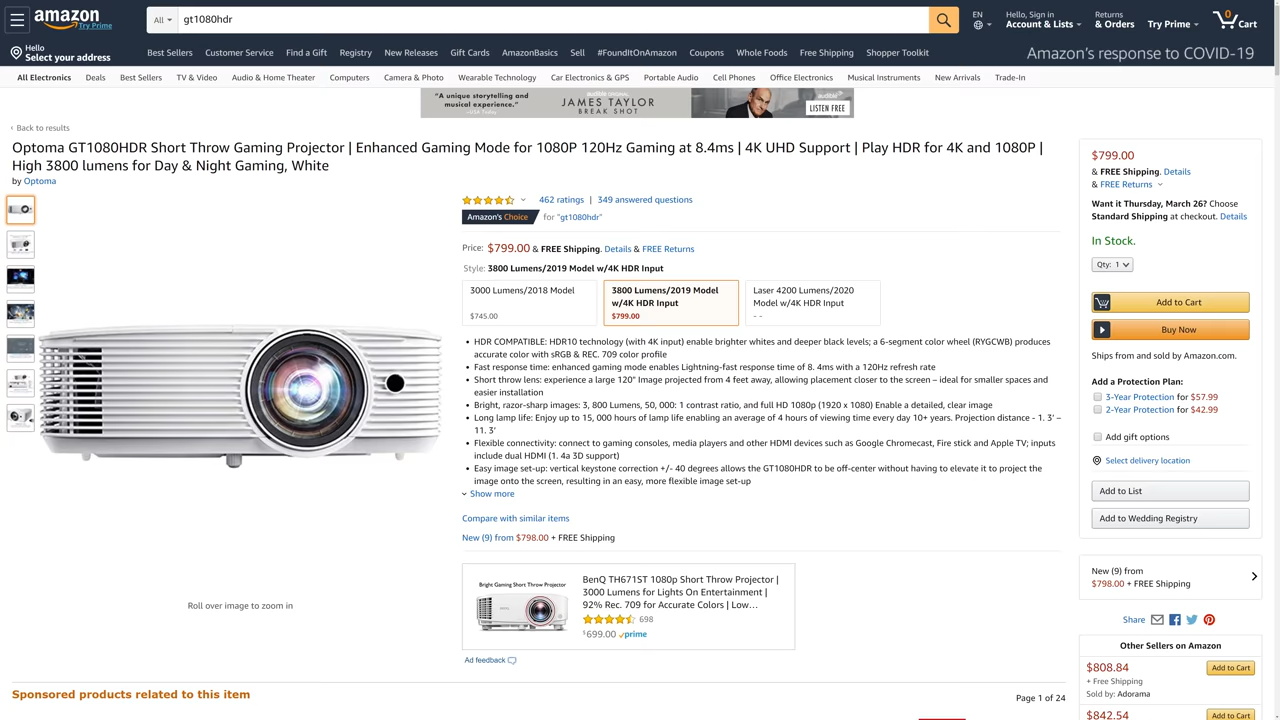 amazon
Try Prime
All
gt1080hdr
EN
Hello, Sign in
Account & Lists
Returns
& Orders
Try Prime
0
Cart
Hello
Select your address
Best Sellers
Customer Service
Find a Gift
Registry
New Releases
Gift Cards
AmazonBasics
Sell
#FoundItOnAmazon
Coupons
Whole Foods
Free Shipping
Shopper Toolkit
Amazon's response to COVID-19
All Electronics
Deals
Best Sellers
TV & Video
Audio & Home Theater
Computers
Camera & Photo
Wearable Technology
Car Electronics & GPS
Portable Audio
Cell Phones
Office Electronics
Musical Instruments
New Arrivals
Trade-In
"A unique storytelling and
musical experience."
-USA Today
audible ORIGINAL
JAMES TAYLOR
BREAK SHOT
audible
LISTEN FREE
‹ Back to results
Optoma GT1080HDR Short Throw Gaming Projector | Enhanced Gaming Mode for 1080P 120Hz Gaming at 8.4ms | 4K UHD Support | Play HDR for 4K and 1080P |
High 3800 lumens for Day & Night Gaming, White
by Optoma
462 ratings | 349 answered questions
Amazon's Choice for "gt1080hdr"
Price: $799.00 & FREE Shipping. Details & FREE Returns
Style: 3800 Lumens/2019 Model w/4K HDR Input
3000 Lumens/2018 Model
$745.00
3800 Lumens/2019 Model
w/4K HDR Input
$799.00
Laser 4200 Lumens/2020
Model w/4K HDR Input
- -
• HDR COMPATIBLE: HDR10 technology (with 4K input) enable brighter whites and deeper black levels; a 6-segment color wheel (RYGCWB) produces
accurate color with sRGB & REC. 709 color profile
• Fast response time: enhanced gaming mode enables Lightning-fast response time of 8. 4ms with a 120Hz refresh rate
• Short throw lens: experience a large 120" Image projected from 4 feet away, allowing placement closer to the screen – ideal for smaller spaces and
easier installation
• Bright, razor-sharp images: 3, 800 Lumens, 50, 000: 1 contrast ratio, and full HD 1080p (1920 x 1080) Enable a detailed, clear image
• Long lamp life: Enjoy up to 15, 000 hours of lamp life enabling an average of 4 hours of viewing time every day 10+ years. Projection distance - 1. 3' –
11. 3'
• Flexible connectivity: connect to gaming consoles, media players and other HDMI devices such as Google Chromecast, Fire stick and Apple TV; inputs
include dual HDMI (1. 4a 3D support)
• Easy image set-up: vertical keystone correction +/- 40 degrees allows the GT1080HDR to be off-center without having to elevate it to project the
image onto the screen, resulting in an easy, more flexible image set-up
Show more
Compare with similar items
New (9) from $798.00 + FREE Shipping
Bright Gaming Short Throw Projector
BenQ TH671ST 1080p Short Throw Projector |
3000 Lumens for Lights On Entertainment |
92% Rec. 709 for Accurate Colors | Low…
698
$699.00 prime
Ad feedback
Roll over image to zoom in
$799.00
& FREE Shipping. Details
& FREE Returns
Want it Thursday, March 26? Choose
Standard Shipping at checkout. Details
In Stock.
Qty: 1
Add to Cart
Buy Now
Ships from and sold by Amazon.com.
Add a Protection Plan:
3-Year Protection for $57.99
2-Year Protection for $42.99
Add gift options
Select delivery location
Add to List
Add to Wedding Registry
New (9) from
$798.00 + FREE Shipping
Share
Other Sellers on Amazon
$808.84
Add to Cart
+ Free Shipping
Sold by: Adorama
$842.54
Add to Cart
Sponsored products related to this item
Page 1 of 24